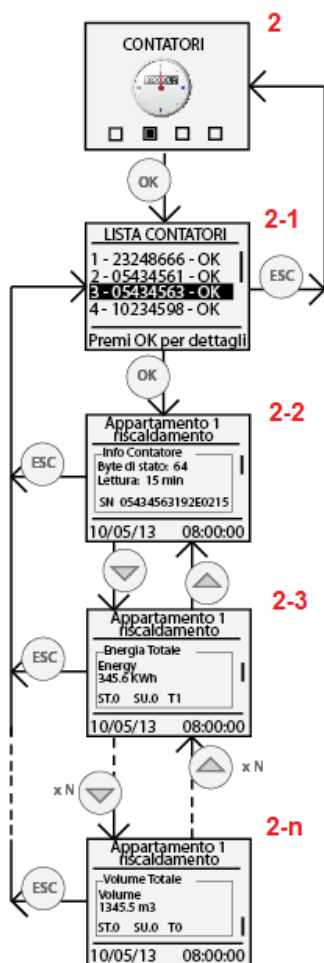 2
CONTATORI
OK
2-1
LISTA CONTATORI
1 - 23248666 - OK
2 - 05434561 - OK
3 - 05434563 - OK
4 - 10234598 - OK
Premi OK per dettagli
ESC
OK
2-2
Appartamento 1
riscaldamento
Info Contatore
Byte di stato: 64
Lettura: 15 min
SN 05434563192E0215
10/05/13 08:00:00
ESC
2-3
Appartamento 1
riscaldamento
Energia Totale
Energy
345.6 KWh
ST.0 SU.0 T1
10/05/13 08:00:00
ESC
x N
x N
2-n
Appartamento 1
riscaldamento
Volume Totale
Volume
1345.5 m3
ST.0 SU.0 T0
10/05/13 08:00:00
ESC